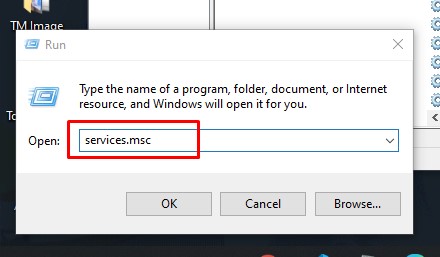 TM Image
Run
Type the name of a program, folder, document, or Internet
resource, and Windows will open it for you.
Open:
services.msc
OK
Cancel
Browse...